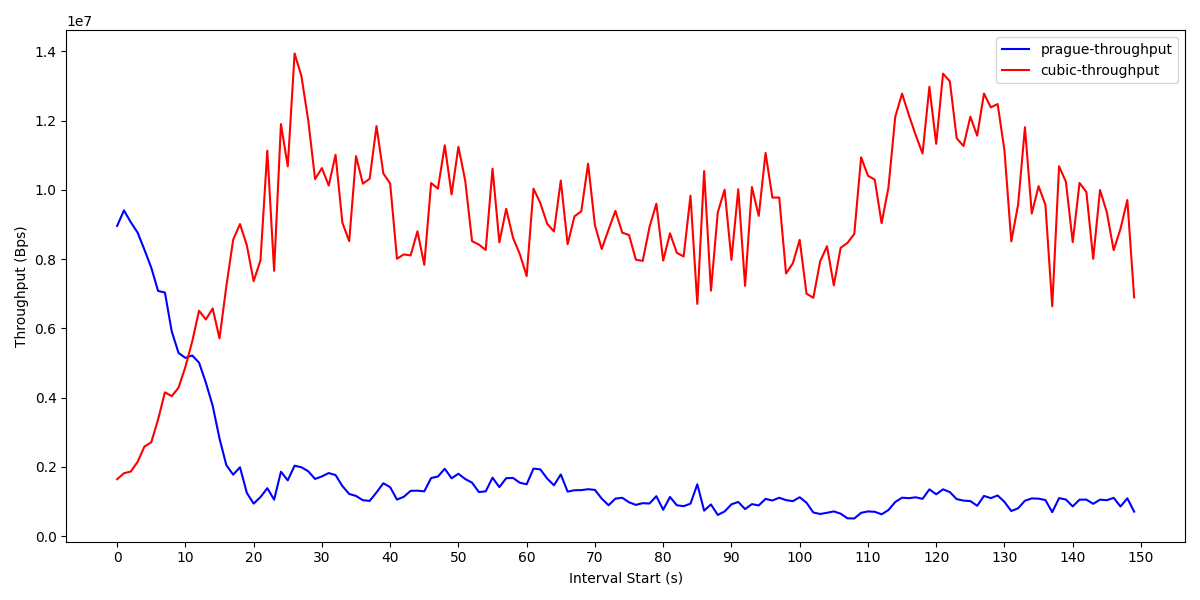 1e7
prague-throughput
cubic-throughput
1.4
1.2
1.0
0.8
0.6
0.4
0.2
0.0
Throughput (Bps)
0 10 20 30 40 50 60 70 80 90 100 110 120 130 140 150
Interval Start (s)